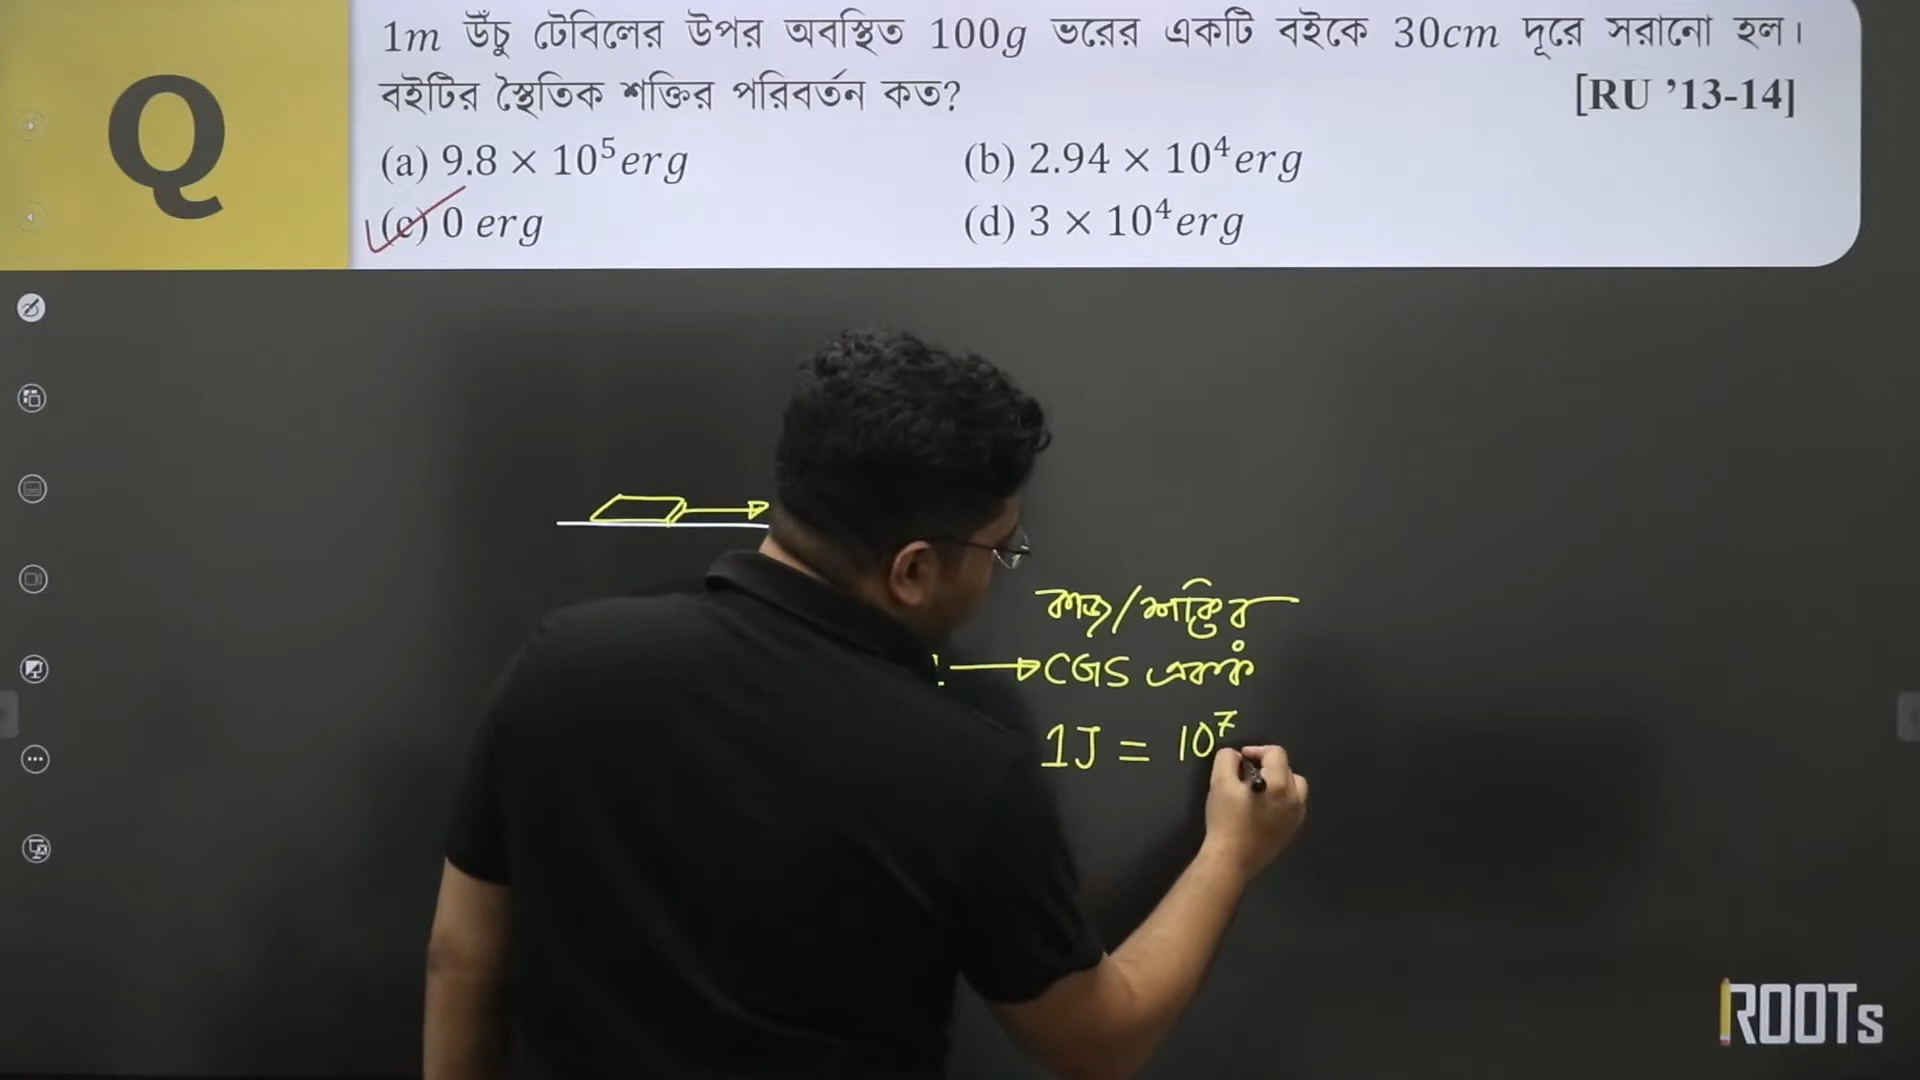 Q
1m উঁচু টেবিলের উপর অবস্থিত 100g ভরের একটি বইকে 30cm দূরে সরানো হল।
বইটির স্থৈতিক শক্তির পরিবর্তন কত? [RU ’13-14]
(a) 9.8 × 10⁵erg (b) 2.94 × 10⁴erg
(c) 0 erg (d) 3 × 10⁴erg
কাজ/শক্তির
CGS একক
1J = 10⁷
ROOTs